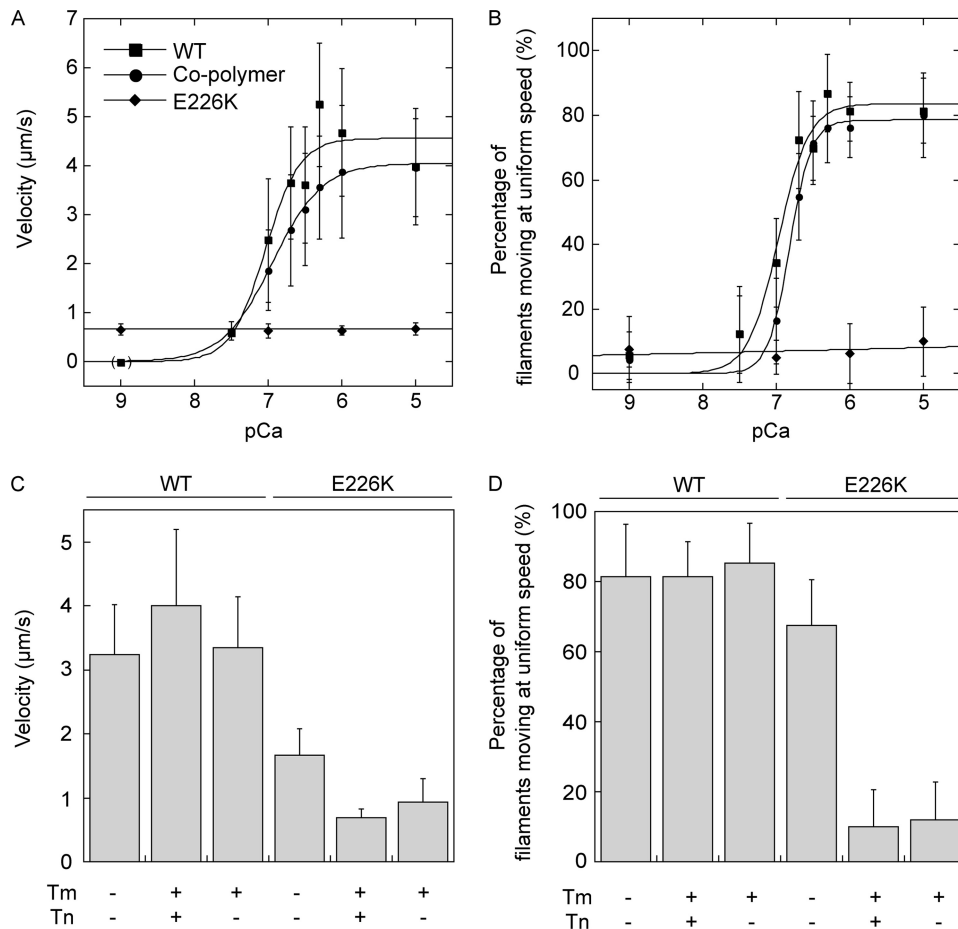 A
7
6
5
4
3
2
1
0
Velocity (µm/s)
WT
Co-polymer
E226K
( )
9
8
7
6
5
pCa
B
100
80
60
40
20
0
Percentage of
filaments moving at uniform speed (%)
9
8
7
6
5
pCa
C
WT
E226K
5
4
3
2
1
0
Velocity (µm/s)
Tm - + + - + +
Tn - + - - + -
D
WT
E226K
100
80
60
40
20
0
Percentage of
filaments moving at uniform speed (%)
Tm - + + - + +
Tn - + - - + -